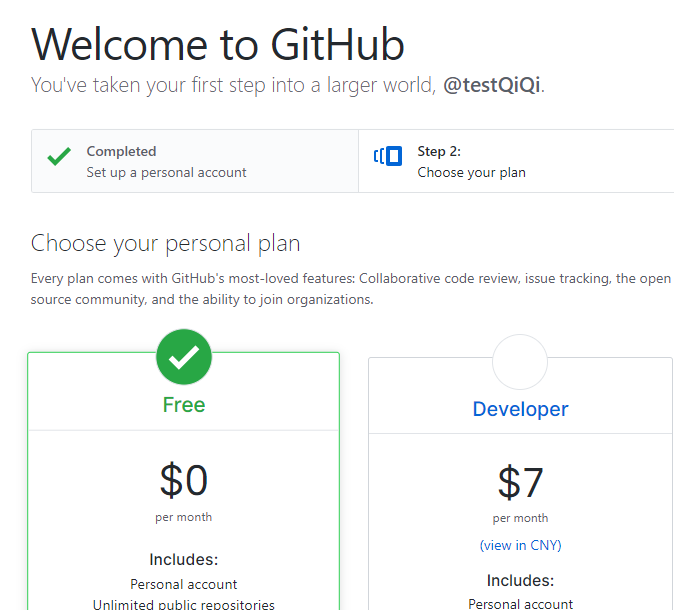 Welcome to GitHub
You've taken your first step into a larger world, @testQiQi.
Completed
Set up a personal account
Step 2:
Choose your plan
Choose your personal plan
Every plan comes with GitHub's most-loved features: Collaborative code review, issue tracking, the open
source community, and the ability to join organizations.
Free
$0
per month
Includes:
Personal account
Unlimited public repositories
Developer
$7
per month
(view in CNY)
Includes:
Personal account